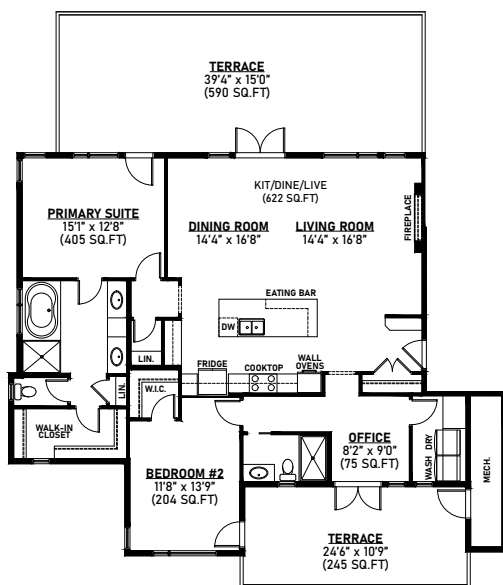 TERRACE
39'4" x 15'0"
(590 SQ.FT)
KIT/DINE/LIVE
(622 SQ.FT)
PRIMARY SUITE
15'1" x 12'8"
(405 SQ.FT)
DINING ROOM
14'4" x 16'8"
LIVING ROOM
14'4" x 16'8"
FIREPLACE
EATING BAR
DW
LIN.
FRIDGE
COOKTOP
WALL
OVENS
LIN.
W.I.C.
WALK-IN
CLOSET
BEDROOM #2
11'8" x 13'9"
(204 SQ.FT)
OFFICE
8'2" x 9'0"
(75 SQ.FT)
WASH DRY
MECH.
TERRACE
24'6" x 10'9"
(245 SQ.FT)